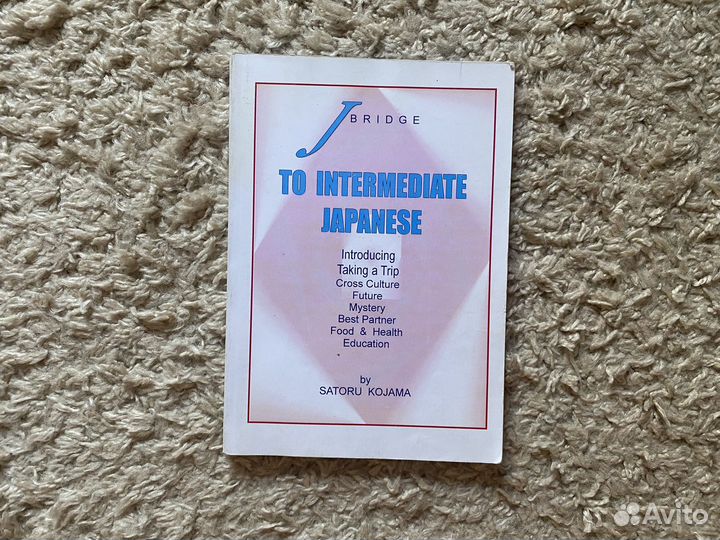 J BRIDGE
TO INTERMEDIATE
JAPANESE
Introducing
Taking a Trip
Cross Culture
Future
Mystery
Best Partner
Food & Health
Education
by
SATORU KOJAMA
Avito